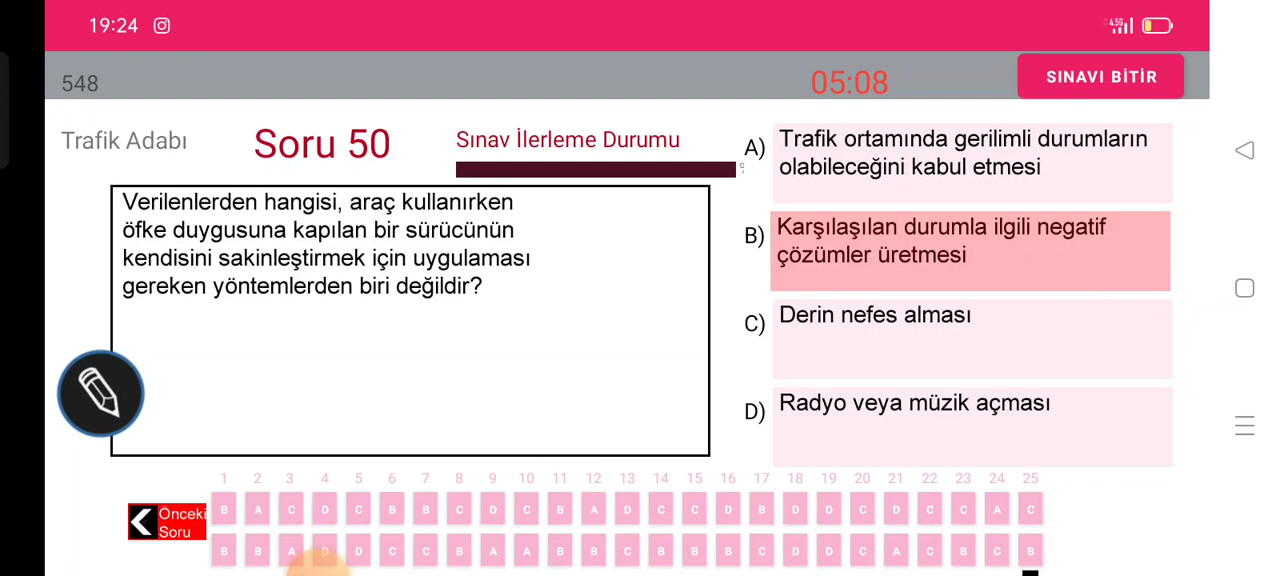 19:24
4.5G
548
05:08
SINAVI BİTİR
Trafik Adabı
Soru 50
Sınav İlerleme Durumu
Verilenlerden hangisi, araç kullanırken
öfke duygusuna kapılan bir sürücünün
kendisini sakinleştirmek için uygulaması
gereken yöntemlerden biri değildir?
A) Trafik ortamında gerilimli durumların
olabileceğini kabul etmesi
B) Karşılaşılan durumla ilgili negatif
çözümler üretmesi
C) Derin nefes alması
D) Radyo veya müzik açması
Önceki
Soru
1 2 3 4 5 6 7 8 9 10 11 12 13 14 15 16 17 18 19 20 21 22 23 24 25
B A C D C B B C D C B A D C C D B D D C D C C A C
B B A D D C C B A A B B C B B B C D D C A C B C B